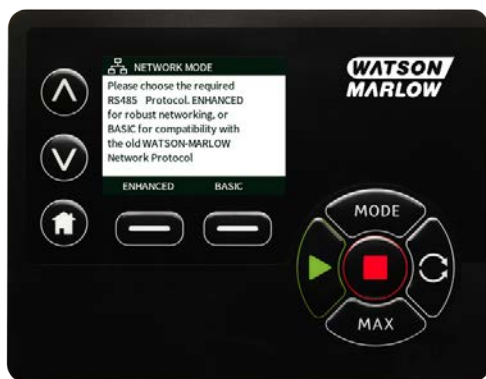 NETWORK MODE
Please choose the required
RS485 Protocol. ENHANCED
for robust networking, or
BASIC for compatibility with
the old WATSON-MARLOW
Network Protocol
ENHANCED BASIC
WATSON
MARLOW
MODE
MAX